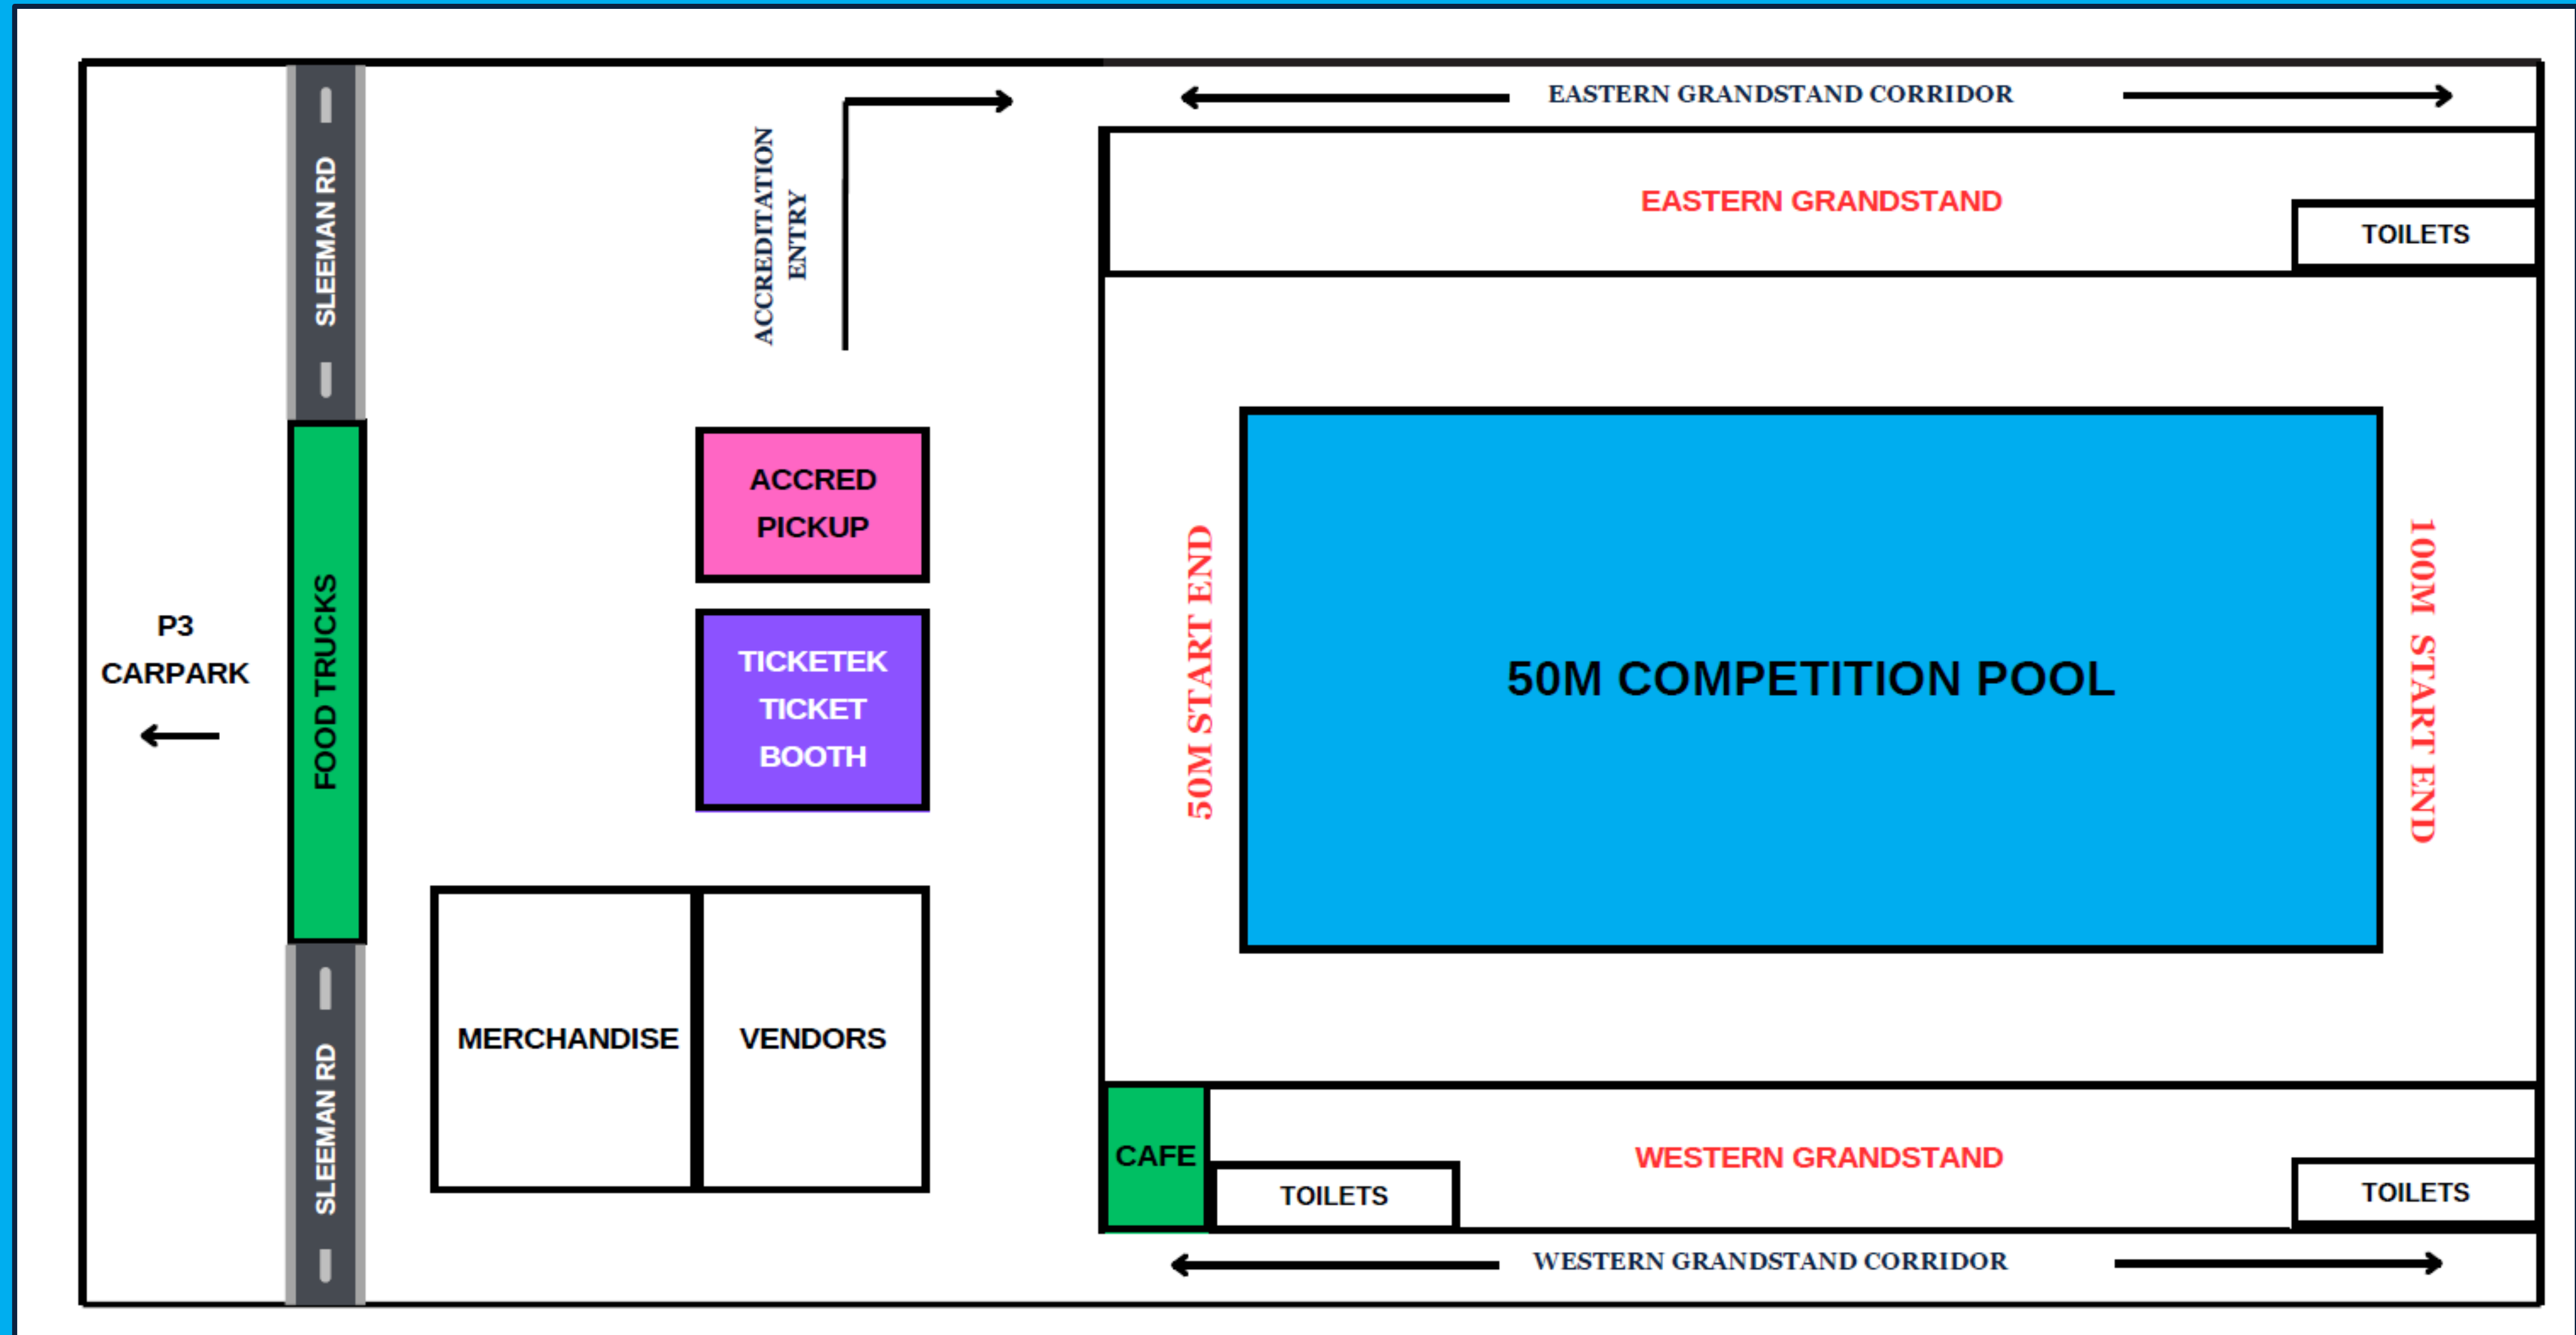 EASTERN GRANDSTAND CORRIDOR
SLEEMAN RD
ACCREDITATION
ENTRY
EASTERN GRANDSTAND
TOILETS
ACCRED
PICKUP
P3
CARPARK
FOOD TRUCKS
TICKETEK
TICKET
BOOTH
50M START END
50M COMPETITION POOL
100M START END
MERCHANDISE
VENDORS
SLEEMAN RD
CAFE
TOILETS
WESTERN GRANDSTAND
TOILETS
WESTERN GRANDSTAND CORRIDOR